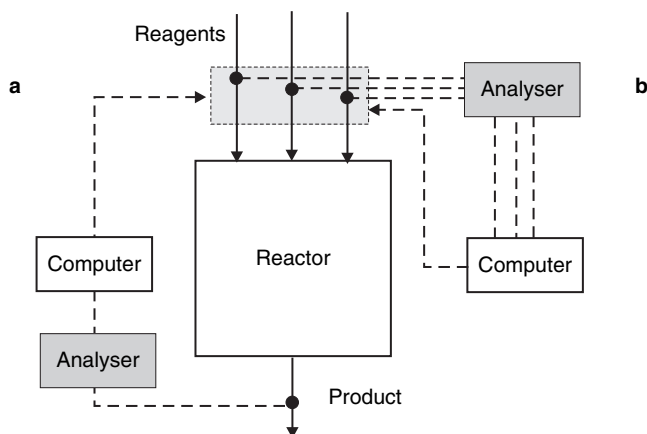 Reagents
a
Analyser
b
Computer
Reactor
Computer
Analyser
Product